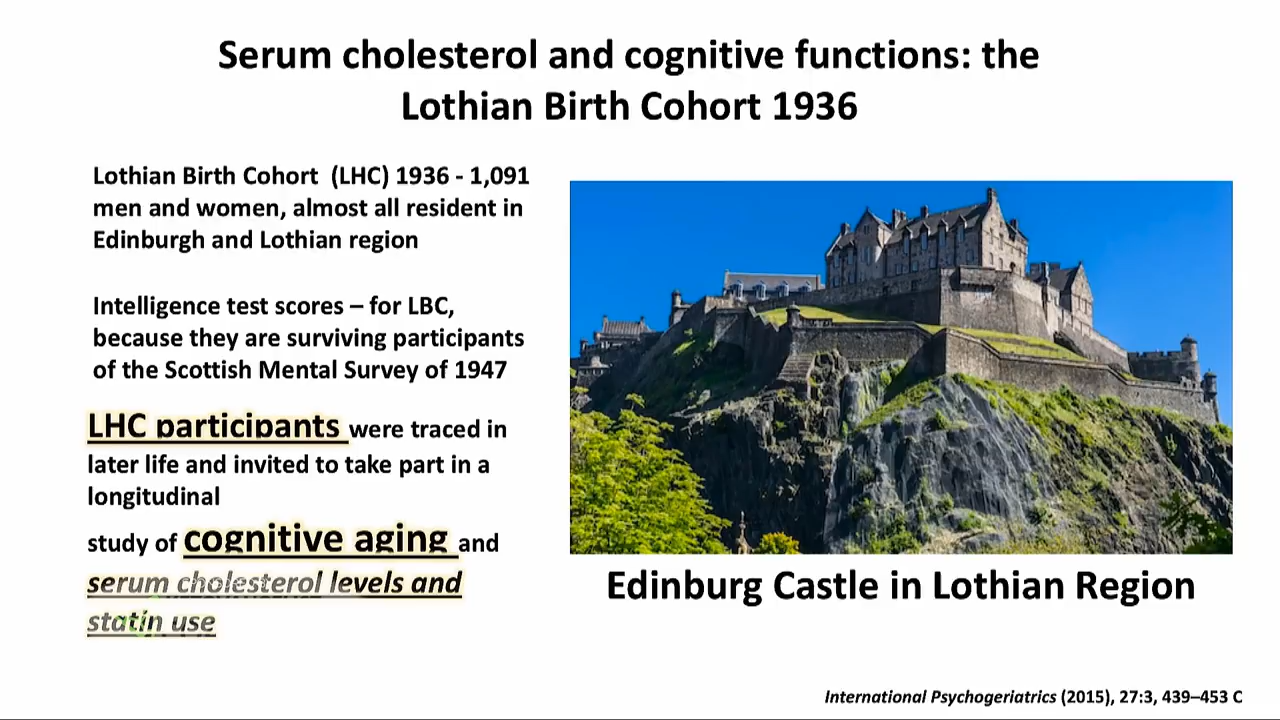 Serum cholesterol and cognitive functions: the
Lothian Birth Cohort 1936
Lothian Birth Cohort (LHC) 1936 - 1,091
men and women, almost all resident in
Edinburgh and Lothian region
Intelligence test scores – for LBC,
because they are surviving participants
of the Scottish Mental Survey of 1947
LHC participants were traced in
later life and invited to take part in a
longitudinal
study of cognitive aging and
serum cholesterol levels and
statin use
Edinburg Castle in Lothian Region
International Psychogeriatrics (2015), 27:3, 439–453 C